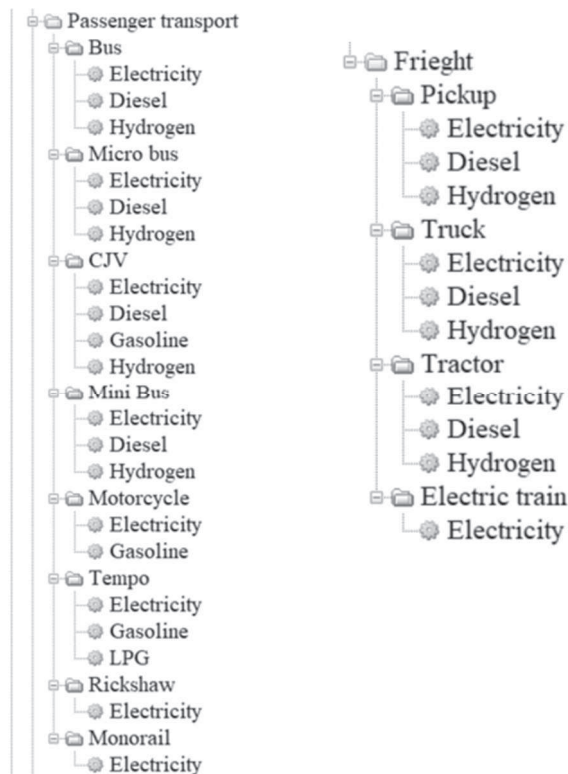 Passenger transport
Bus
Electricity
Diesel
Hydrogen
Micro bus
Electricity
Diesel
Hydrogen
CJV
Electricity
Diesel
Gasoline
Hydrogen
Mini Bus
Electricity
Diesel
Hydrogen
Motorcycle
Electricity
Gasoline
Tempo
Electricity
Gasoline
LPG
Rickshaw
Electricity
Monorail
Electricity
Frieght
Pickup
Electricity
Diesel
Hydrogen
Truck
Electricity
Diesel
Hydrogen
Tractor
Electricity
Diesel
Hydrogen
Electric train
Electricity